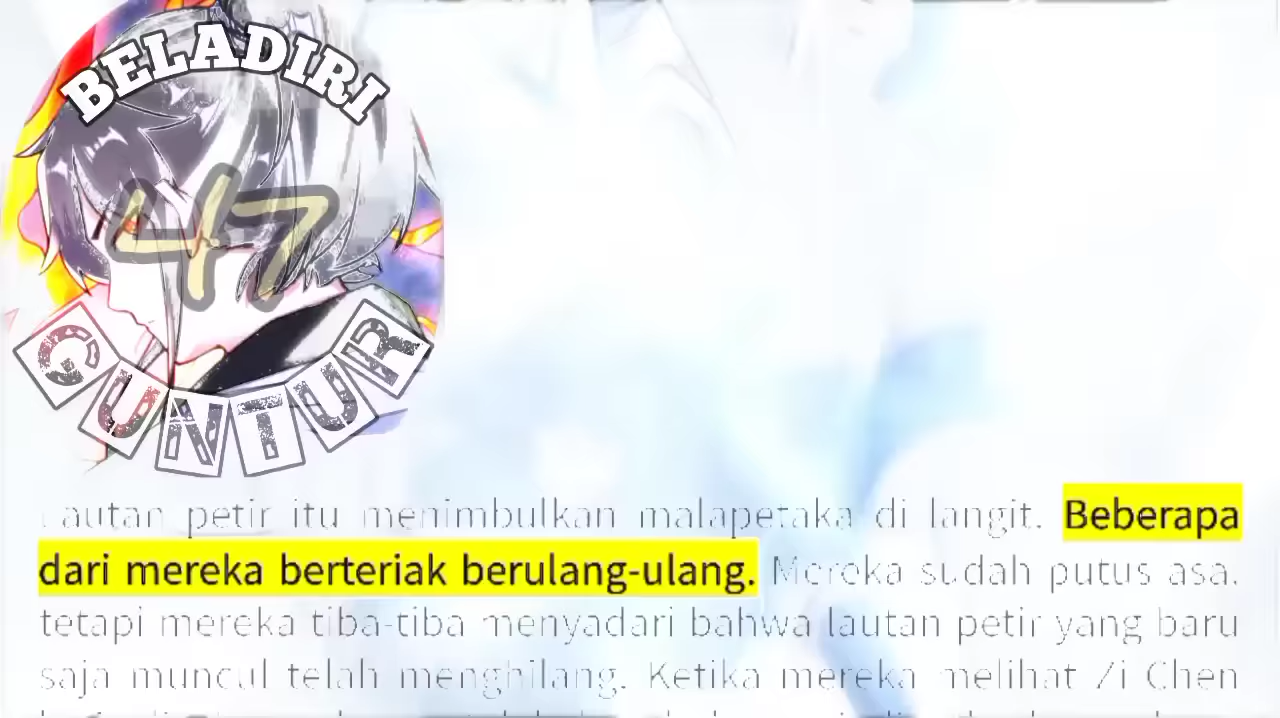 BELADIRI
47
GUNTUR
Lautan petir itu menimbulkan malapetaka di langit. Beberapa
dari mereka berteriak berulang-ulang. Mereka sudah putus asa,
tetapi mereka tiba-tiba menyadari bahwa lautan petir yang baru
saja muncul telah menghilang. Ketika mereka melihat Zi Chen